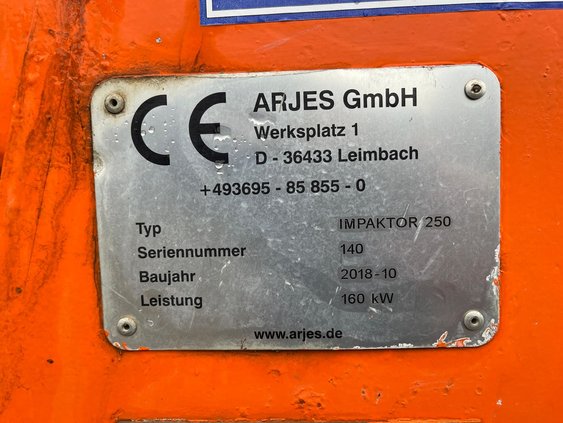 CE
ARJES GmbH
Werksplatz 1
D - 36433 Leimbach
+493695 - 85 855 - 0
Typ IMPAKTOR 250
Seriennummer 140
Baujahr 2018-10
Leistung 160 kW
www.arjes.de